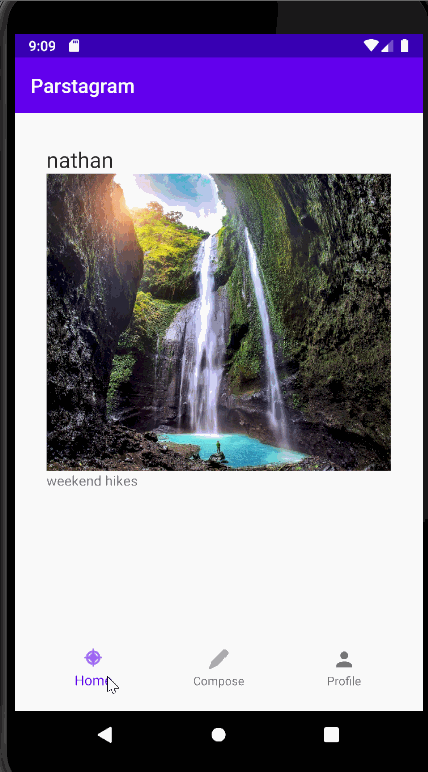 9:09
Parstagram
nathan
weekend hikes
Home
Compose
Profile